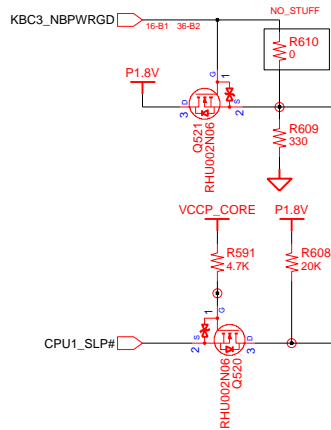 NO_STUFF
KBC3_NBPWRGD
16-B1 36-B2
R610
0
P1.8V
G
1
D
S
3
2
Q521
RHU002N06
R609
330
VCCP_CORE
P1.8V
R591
4.7K
R608
20K
1
G
S
D
CPU1_SLP#
2
3
RHU002N06
Q520